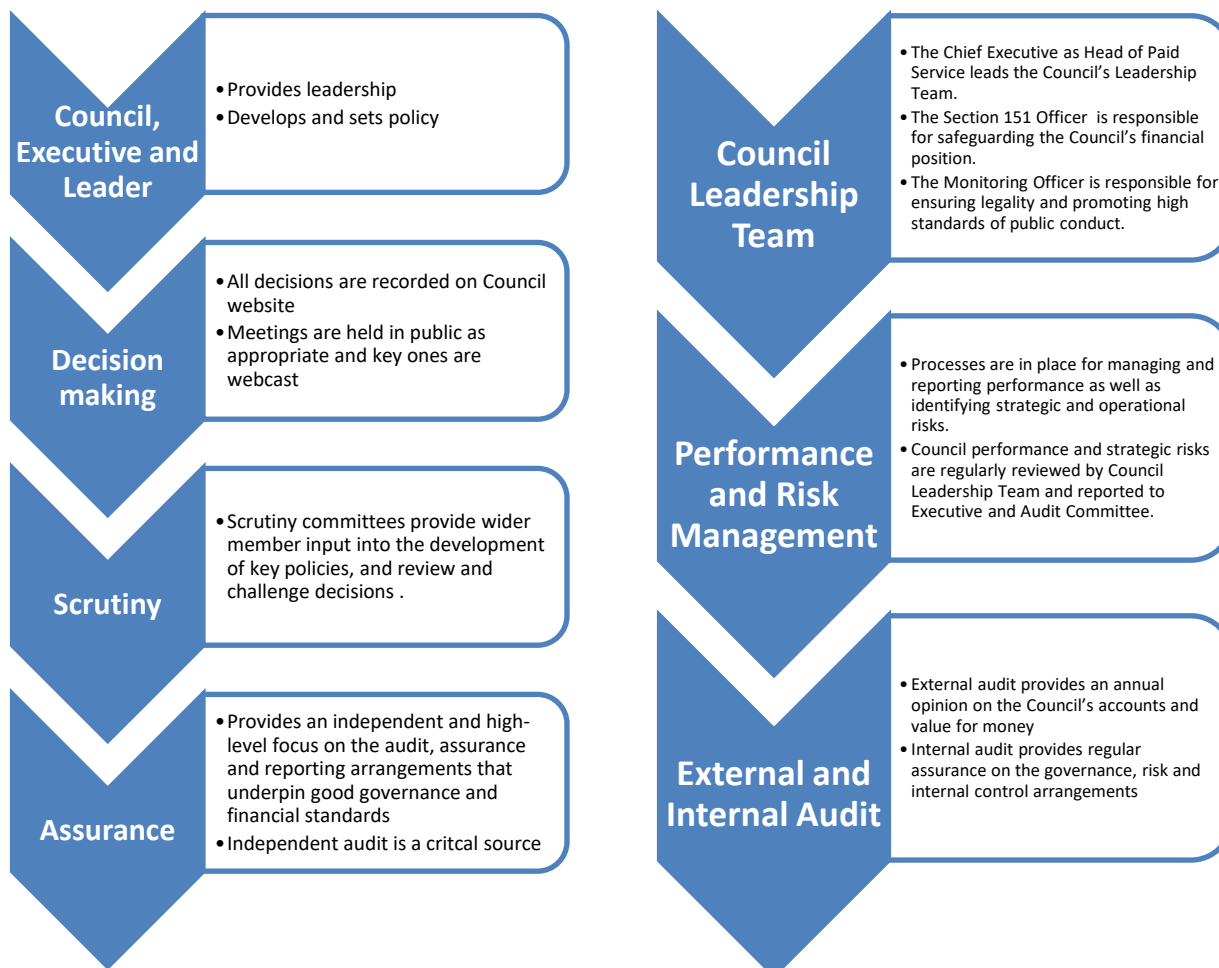 Council,
Executive and
Leader
• Provides leadership
• Develops and sets policy
Decision
making
• All decisions are recorded on Council
website
• Meetings are held in public as
appropriate and key ones are
webcast
Scrutiny
• Scrutiny committees provide wider
member input into the development
of key policies, and review and
challenge decisions .
Assurance
• Provides an independent and high-
level focus on the audit, assurance
and reporting arrangements that
underpin good governance and
financial standards
• Independent audit is a critcal source
Council
Leadership
Team
• The Chief Executive as Head of Paid
Service leads the Council’s Leadership
Team.
• The Section 151 Officer is responsible
for safeguarding the Council’s financial
position.
• The Monitoring Officer is responsible for
ensuring legality and promoting high
standards of public conduct.
Performance
and Risk
Management
• Processes are in place for managing and
reporting performance as well as
identifying strategic and operational
risks.
• Council performance and strategic risks
are regularly reviewed by Council
Leadership Team and reported to
Executive and Audit Committee.
External and
Internal Audit
• External audit provides an annual
opinion on the Council’s accounts and
value for money
• Internal audit provides regular
assurance on the governance, risk and
internal control arrangements